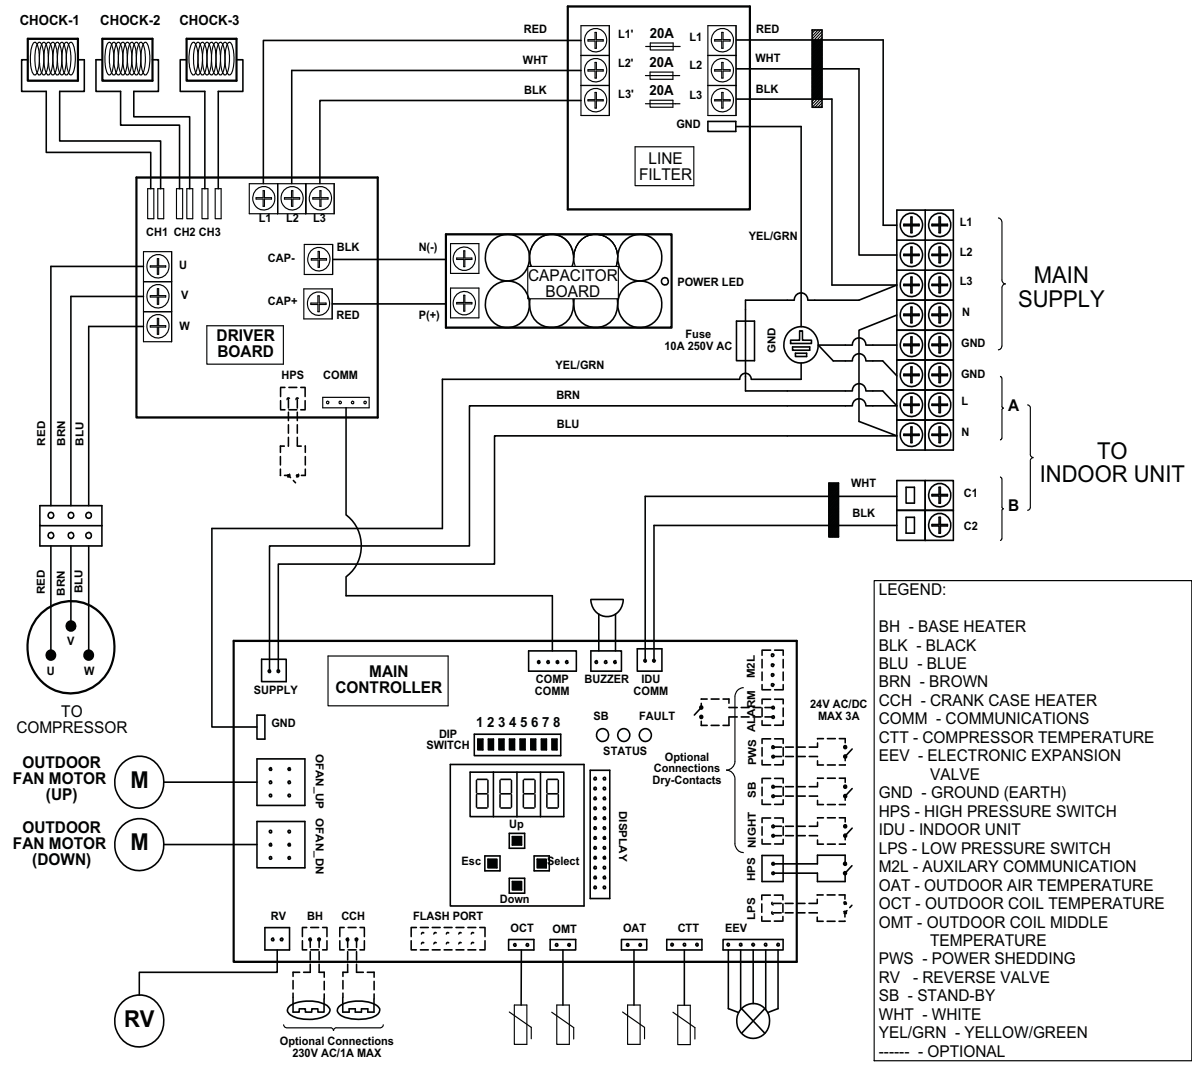 CHOCK-1 CHOCK-2 CHOCK-3
RED L1' 20A L1 RED
WHT L2' 20A L2 WHT
BLK L3' 20A L3 BLK
GND
LINE
FILTER
CH1 CH2 CH3
L1 L2 L3
U
V
W
CAP- BLK
CAP+
RED
DRIVER
BOARD
HPS COMM
N(-)
P(+)
CAPACITOR
BOARD
POWER LED
YEL/GRN
Fuse
10A 250V AC
GND
L1
L2
L3
N
GND
MAIN
SUPPLY
GND
L
N
A
TO
INDOOR UNIT
YEL/GRN
BRN
BLU
WHT C1
BLK C2
B
RED BRN BLU
RED BRN BLU
V
U W
TO
COMPRESSOR
SUPPLY
MAIN
CONTROLLER
COMP
COMM
BUZZER
IDU
COMM
M2L
GND
DIP
SWITCH
1 2 3 4 5 6 7 8
SB FAULT
STATUS
ALARM
24V AC/DC
MAX 3A
Optional
Connections
Dry-Contacts
PWS
SB
NIGHT
HPS
LPS
OUTDOOR
FAN MOTOR
(UP)
M
OFAN_UP
OUTDOOR
FAN MOTOR
(DOWN)
M
OFAN_DN
Up
Esc Select
Down
DISPLAY
RV BH CCH
FLASH PORT
OCT OMT OAT CTT EEV
RV
Optional Connections
230V AC/1A MAX
LEGEND:
BH - BASE HEATER
BLK - BLACK
BLU - BLUE
BRN - BROWN
CCH - CRANK CASE HEATER
COMM - COMMUNICATIONS
CTT - COMPRESSOR TEMPERATURE
EEV - ELECTRONIC EXPANSION
VALVE
GND - GROUND (EARTH)
HPS - HIGH PRESSURE SWITCH
IDU - INDOOR UNIT
LPS - LOW PRESSURE SWITCH
M2L - AUXILARY COMMUNICATION
OAT - OUTDOOR AIR TEMPERATURE
OCT - OUTDOOR COIL TEMPERATURE
OMT - OUTDOOR COIL MIDDLE
TEMPERATURE
PWS - POWER SHEDDING
RV - REVERSE VALVE
SB - STAND-BY
WHT - WHITE
YEL/GRN - YELLOW/GREEN
------ - OPTIONAL